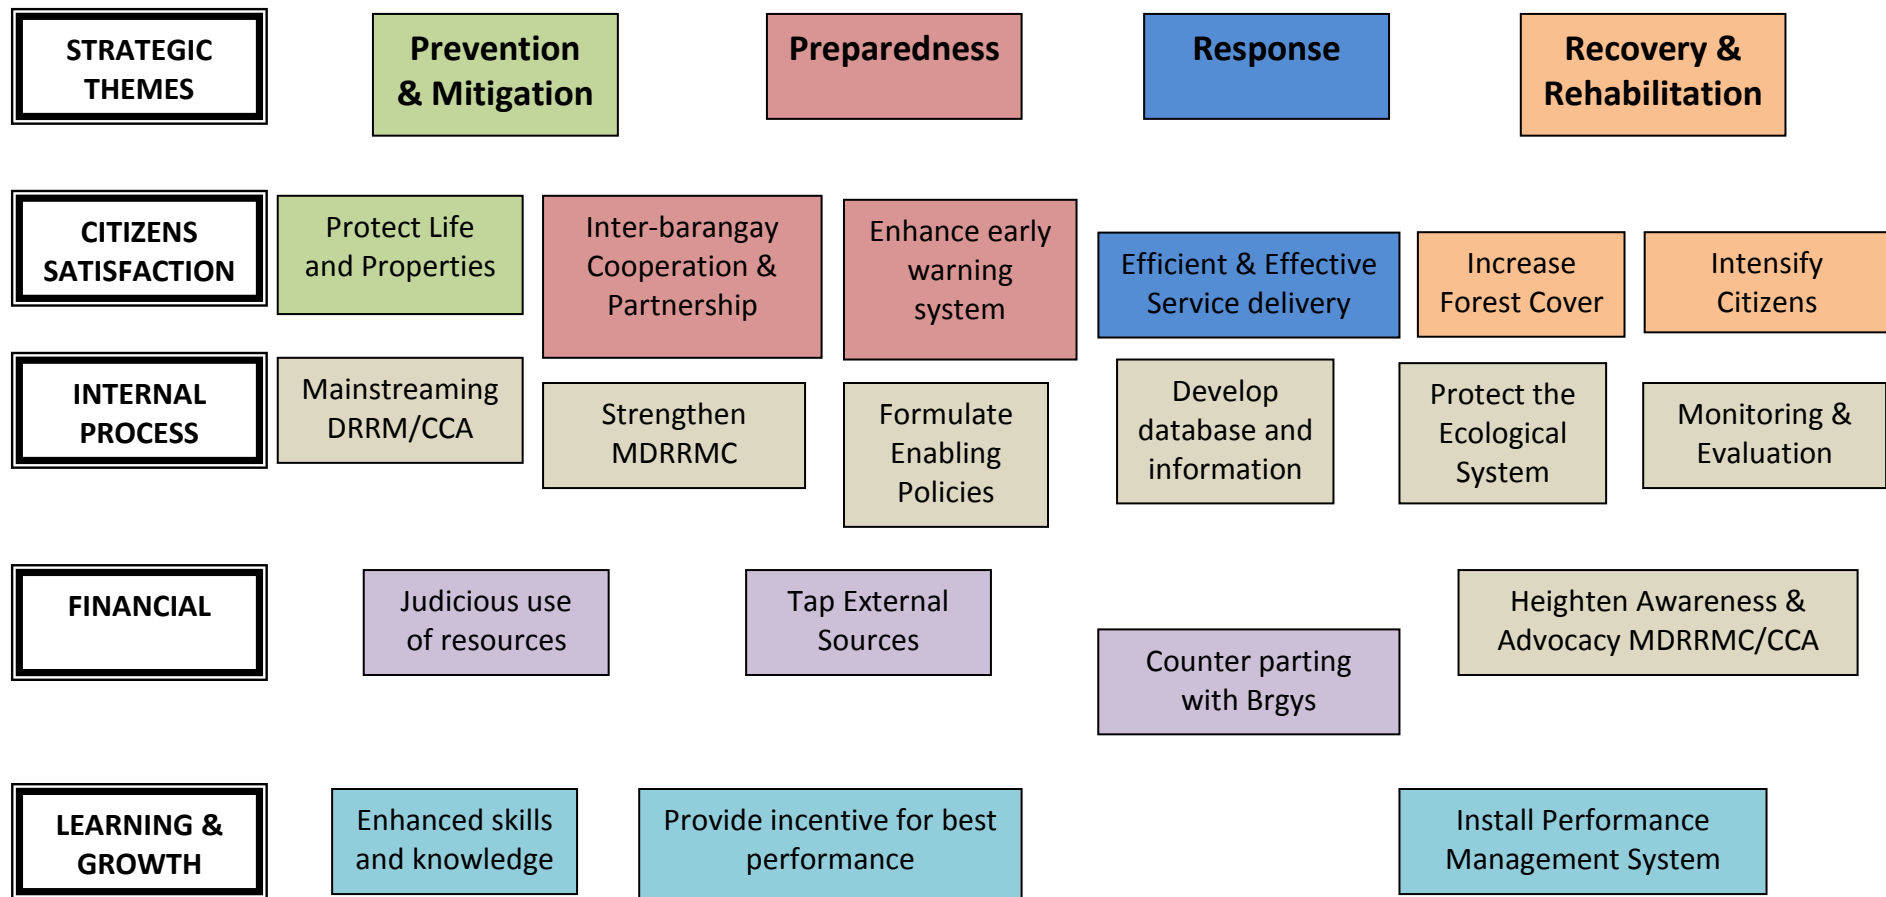 STRATEGIC
THEMES
Prevention
& Mitigation
Preparedness
Response
Recovery &
Rehabilitation
CITIZENS
SATISFACTION
Protect Life
and Properties
Inter-barangay
Cooperation &
Partnership
Enhance early
warning
system
Efficient & Effective
Service delivery
Increase
Forest Cover
Intensify
Citizens
INTERNAL
PROCESS
Mainstreaming
DRRM/CCA
Strengthen
MDRRMC
Formulate
Enabling
Policies
Develop
database and
information
Protect the
Ecological
System
Monitoring &
Evaluation
FINANCIAL
Judicious use
of resources
Tap External
Sources
Counter parting
with Brgys
Heighten Awareness &
Advocacy MDRRMC/CCA
LEARNING &
GROWTH
Enhanced skills
and knowledge
Provide incentive for best
performance
Install Performance
Management System